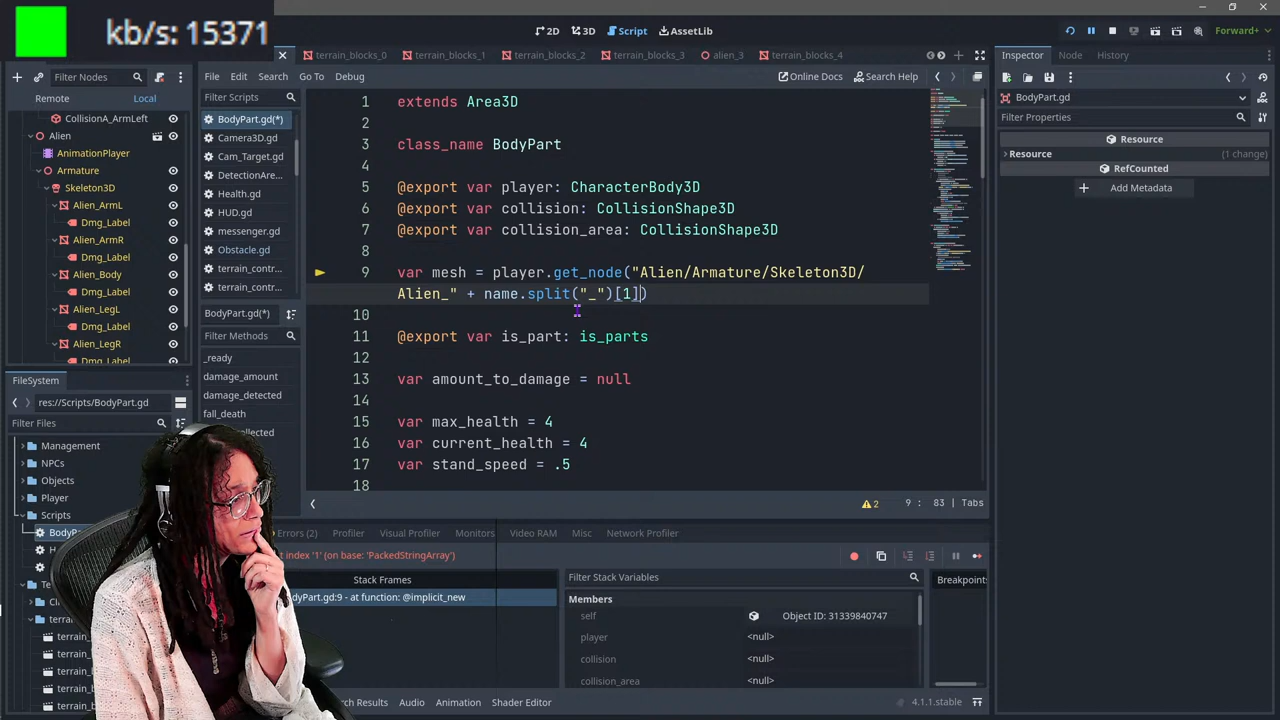 kb/s: 15371
2D 3D Script AssetLib
Forward+
terrain_blocks_0 terrain_blocks_1 terrain_blocks_2 terrain_blocks_3 alien_3 terrain_blocks_4
Inspector Node History
Filter Nodes
File Edit Search Go To Debug
Online Docs Search Help
Remote Local
Filter Scripts
BodyPart.gd
Filter Properties
CollisionA_ArmLeft
Alien
AnimationPlayer
Armature
Skeleton3D
Alien_ArmL
Dmg_Label
Alien_ArmR
Dmg_Label
Alien_Body
Dmg_Label
Alien_LegL
Dmg_Label
Alien_LegR
Dmg_Label
BodyPart.gd(*)
Camera3D.gd
Cam_Target.gd
DetectionAre...
Health.gd
HUD.gd
messenger.gd
Obstacle.gd
terrain_contr...
terrain_block...
BodyPart.gd(*)
Filter Methods
_ready
damage_amount
damage_detected
fall_death
1 extends Area3D
2
3 class_name BodyPart
4
5 @export var player: CharacterBody3D
6 @export var collision: CollisionShape3D
7 @export var collision_area: CollisionShape3D
8
9 var mesh = player.get_node("Alien/Armature/Skeleton3D/
Alien_" + name.split("_")[1])
10
11 @export var is_part: is_parts
12
13 var amount_to_damage = null
14
15 var max_health = 4
16 var current_health = 4
17 var stand_speed = .5
18
2 9 : 83 | Tabs
Resource
Resource (1 change)
RefCounted
Add Metadata
FileSystem
res://Scripts/BodyPart.gd
Filter Files
Management
NPCs
Objects
Player
Scripts
Errors (2) Profiler Visual Profiler Monitors Video RAM Misc Network Profiler
index '1' (on base: 'PackedStringArray')
Stack Frames
Filter Stack Variables
Breakpoints
dyPart.gd:9 - at function: @implicit_new
Members
self Object ID: 31339840747
player <null>
collision <null>
collision_area <null>
Audio Animation Shader Editor
4.1.1.stable